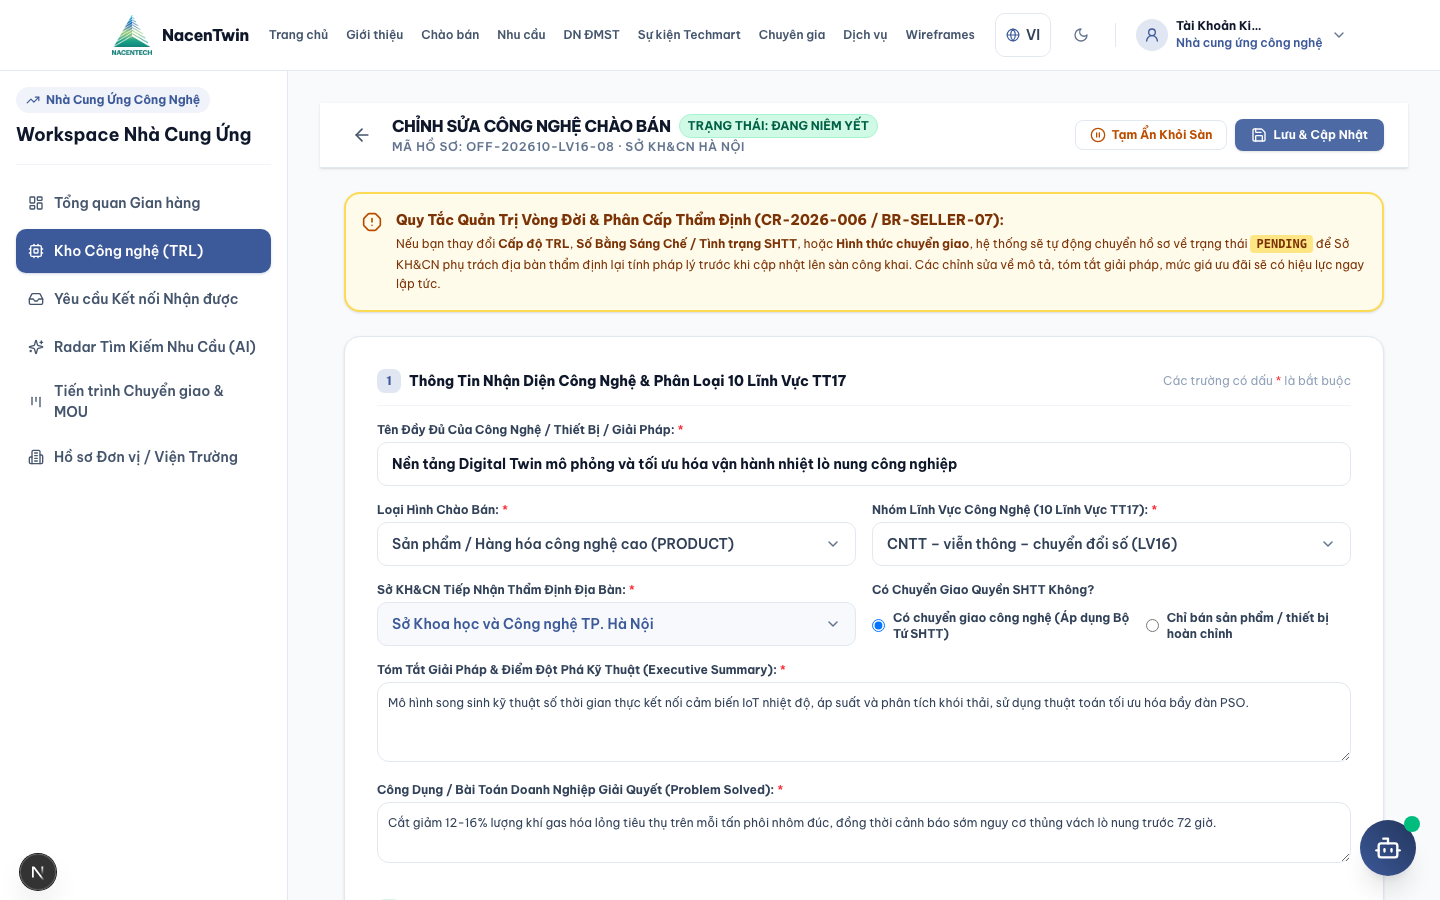 NACENTECH
NacenTwin
Trang chủ
Giới thiệu
Chào bán
Nhu cầu
DN ĐMST
Sự kiện Techmart
Chuyên gia
Dịch vụ
Wireframes
VI
Tài Khoản Ki...
Nhà cung ứng công nghệ
Nhà Cung Ứng Công Nghệ
Workspace Nhà Cung Ứng
Tổng quan Gian hàng
Kho Công nghệ (TRL)
Yêu cầu Kết nối Nhận được
Radar Tìm Kiếm Nhu Cầu (AI)
Tiến trình Chuyển giao &
MOU
Hồ sơ Đơn vị / Viện Trường
N
CHỈNH SỬA CÔNG NGHỆ CHÀO BÁN
TRẠNG THÁI: ĐANG NIÊM YẾT
MÃ HỒ SƠ: OFF-202610-LV16-08 · SỞ KH&CN HÀ NỘI
Tạm Ẩn Khỏi Sàn
Lưu & Cập Nhật
Quy Tắc Quản Trị Vòng Đời & Phân Cấp Thẩm Định (CR-2026-006 / BR-SELLER-07):
Nếu bạn thay đổi Cấp độ TRL, Số Bằng Sáng Chế / Tình trạng SHTT, hoặc Hình thức chuyển giao, hệ thống sẽ tự động chuyển hồ sơ về trạng thái PENDING để Sở
KH&CN phụ trách địa bàn thẩm định lại tính pháp lý trước khi cập nhật lên sàn công khai. Các chỉnh sửa về mô tả, tóm tắt giải pháp, mức giá ưu đãi sẽ có hiệu lực ngay
lập tức.
1
Thông Tin Nhận Diện Công Nghệ & Phân Loại 10 Lĩnh Vực TT17
Các trường có dấu * là bắt buộc
Tên Đầy Đủ Của Công Nghệ / Thiết Bị / Giải Pháp: *
Nền tảng Digital Twin mô phỏng và tối ưu hóa vận hành nhiệt lò nung công nghiệp
Loại Hình Chào Bán: *
Nhóm Lĩnh Vực Công Nghệ (10 Lĩnh Vực TT17): *
Sản phẩm / Hàng hóa công nghệ cao (PRODUCT)
CNTT – viễn thông – chuyển đổi số (LV16)
Sở KH&CN Tiếp Nhận Thẩm Định Địa Bàn: *
Có Chuyển Giao Quyền SHTT Không?
Sở Khoa học và Công nghệ TP. Hà Nội
Có chuyển giao công nghệ (Áp dụng Bộ
Tứ SHTT)
Chỉ bán sản phẩm / thiết bị
hoàn chỉnh
Tóm Tắt Giải Pháp & Điểm Đột Phá Kỹ Thuật (Executive Summary): *
Mô hình song sinh kỹ thuật số thời gian thực kết nối cảm biến IoT nhiệt độ, áp suất và phân tích khói thải, sử dụng thuật toán tối ưu hóa bầy đàn PSO.
Công Dụng / Bài Toán Doanh Nghiệp Giải Quyết (Problem Solved): *
Cắt giảm 12-16% lượng khí gas hóa lỏng tiêu thụ trên mỗi tấn phôi nhôm đúc, đồng thời cảnh báo sớm nguy cơ thủng vách lò nung trước 72 giờ.